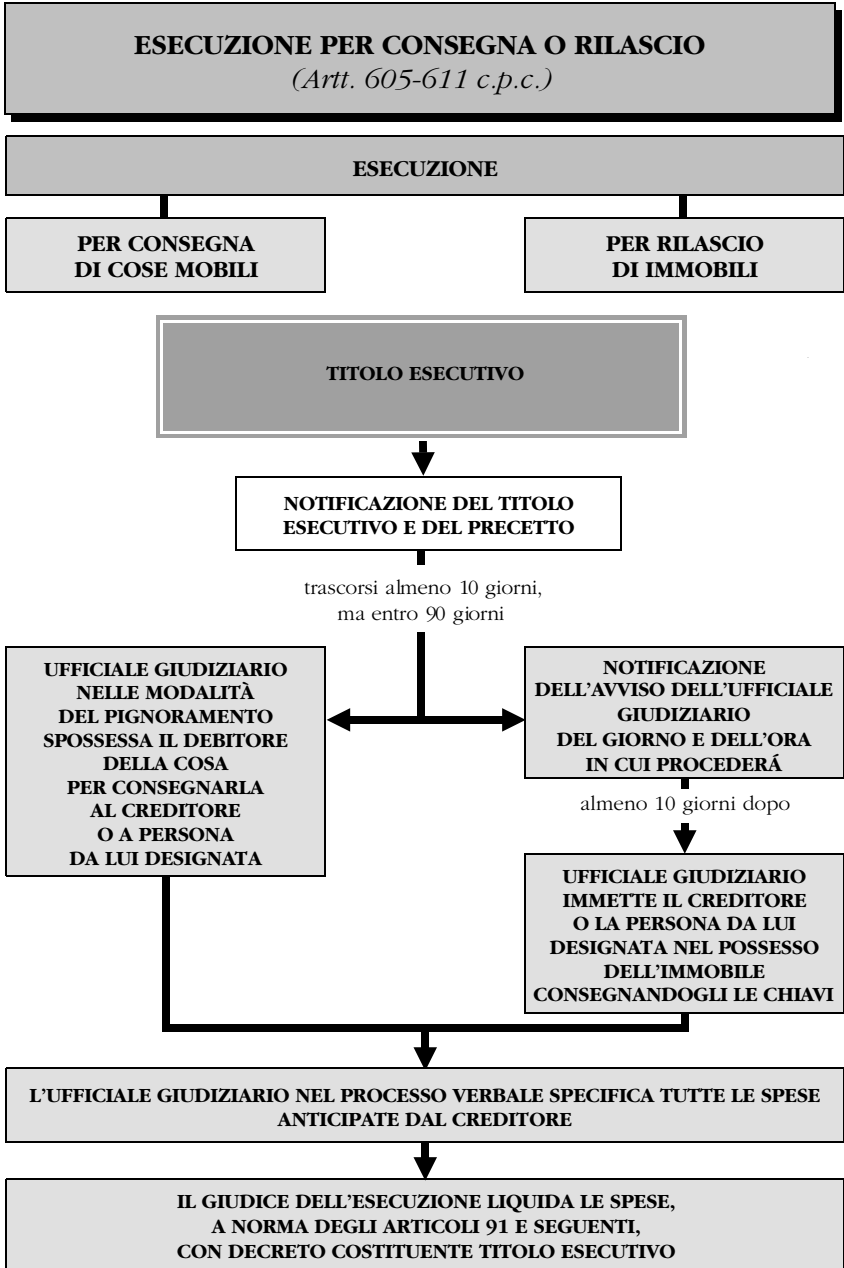 ESECUZIONE PER CONSEGNA O RILASCIO
(Artt. 605-611 c.p.c.)
ESECUZIONE
PER CONSEGNA
DI COSE MOBILI
PER RILASCIO
DI IMMOBILI
TITOLO ESECUTIVO
NOTIFICAZIONE DEL TITOLO
ESECUTIVO E DEL PRECETTO
trascorsi almeno 10 giorni,
ma entro 90 giorni
UFFICIALE GIUDIZIARIO
NELLE MODALITÀ
DEL PIGNORAMENTO
SPOSSESSA IL DEBITORE
DELLA COSA
PER CONSEGNARLA
AL CREDITORE
O A PERSONA
DA LUI DESIGNATA
NOTIFICAZIONE
DELL'AVVISO DELL'UFFICIALE
GIUDIZIARIO
DEL GIORNO E DELL'ORA
IN CUI PROCEDERÁ
almeno 10 giorni dopo
UFFICIALE GIUDIZIARIO
IMMETTE IL CREDITORE
O LA PERSONA DA LUI
DESIGNATA NEL POSSESSO
DELL'IMMOBILE
CONSEGNANDOGLI LE CHIAVI
L'UFFICIALE GIUDIZIARIO NEL PROCESSO VERBALE SPECIFICA TUTTE LE SPESE
ANTICIPATE DAL CREDITORE
IL GIUDICE DELL'ESECUZIONE LIQUIDA LE SPESE,
A NORMA DEGLI ARTICOLI 91 E SEGUENTI,
CON DECRETO COSTITUENTE TITOLO ESECUTIVO